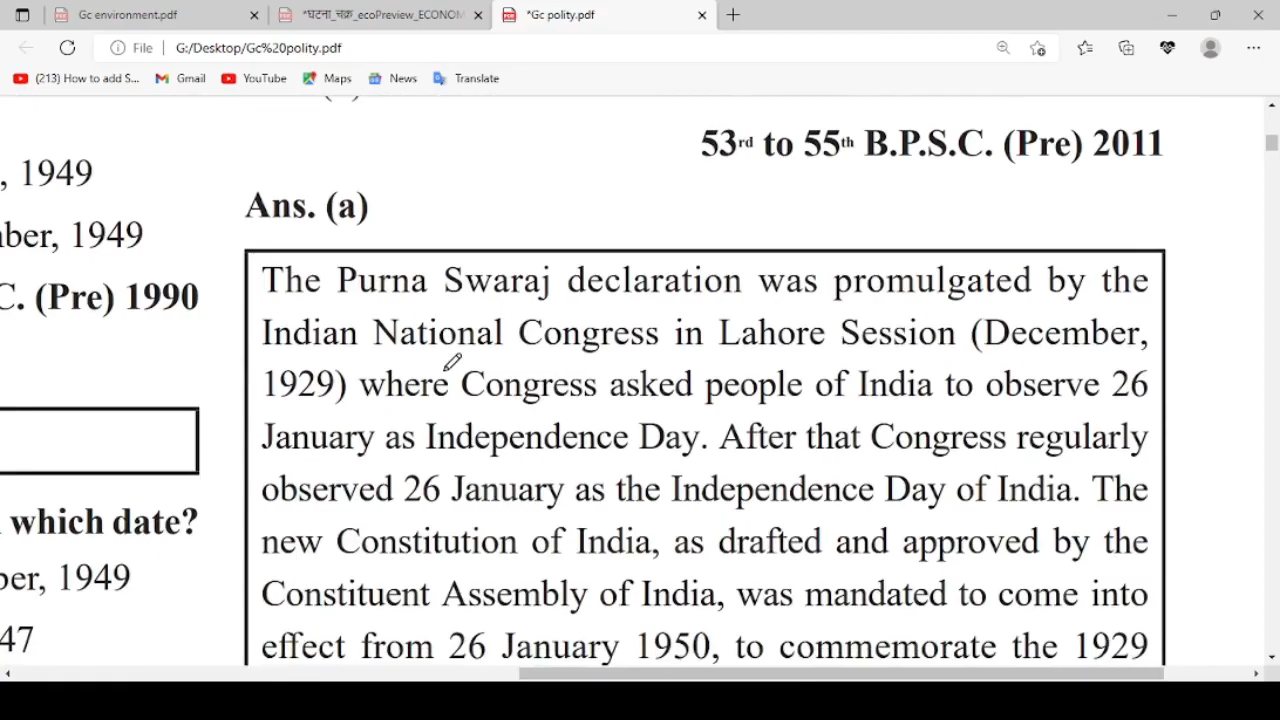 Gc environment.pdf
*घटना_चक्र_ecoPreview_ECONOM
*Gc polity.pdf
File
G:/Desktop/Gc%20polity.pdf
(213) How to add S...
Gmail
YouTube
Maps
News
Translate
, 1949
ber, 1949
C. (Pre) 1990
which date?
ber, 1949
47
53rd to 55th B.P.S.C. (Pre) 2011
Ans. (a)
The Purna Swaraj declaration was promulgated by the
Indian National Congress in Lahore Session (December,
1929) where Congress asked people of India to observe 26
January as Independence Day. After that Congress regularly
observed 26 January as the Independence Day of India. The
new Constitution of India, as drafted and approved by the
Constituent Assembly of India, was mandated to come into
effect from 26 January 1950, to commemorate the 1929